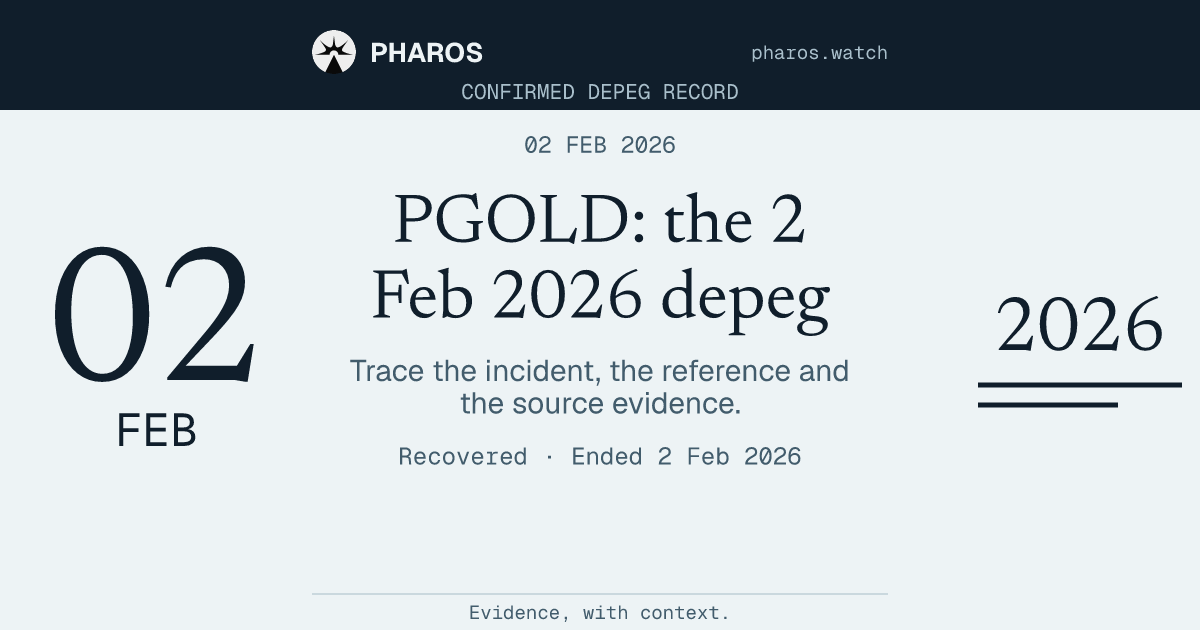 PHAROS
pharos.watch
CONFIRMED DEPEG RECORD
02 FEB 2026
PGOLD: the 2
Feb 2026 depeg
Trace the incident, the reference and
the source evidence.
Recovered · Ended 2 Feb 2026
02
FEB
2026
Evidence, with context.